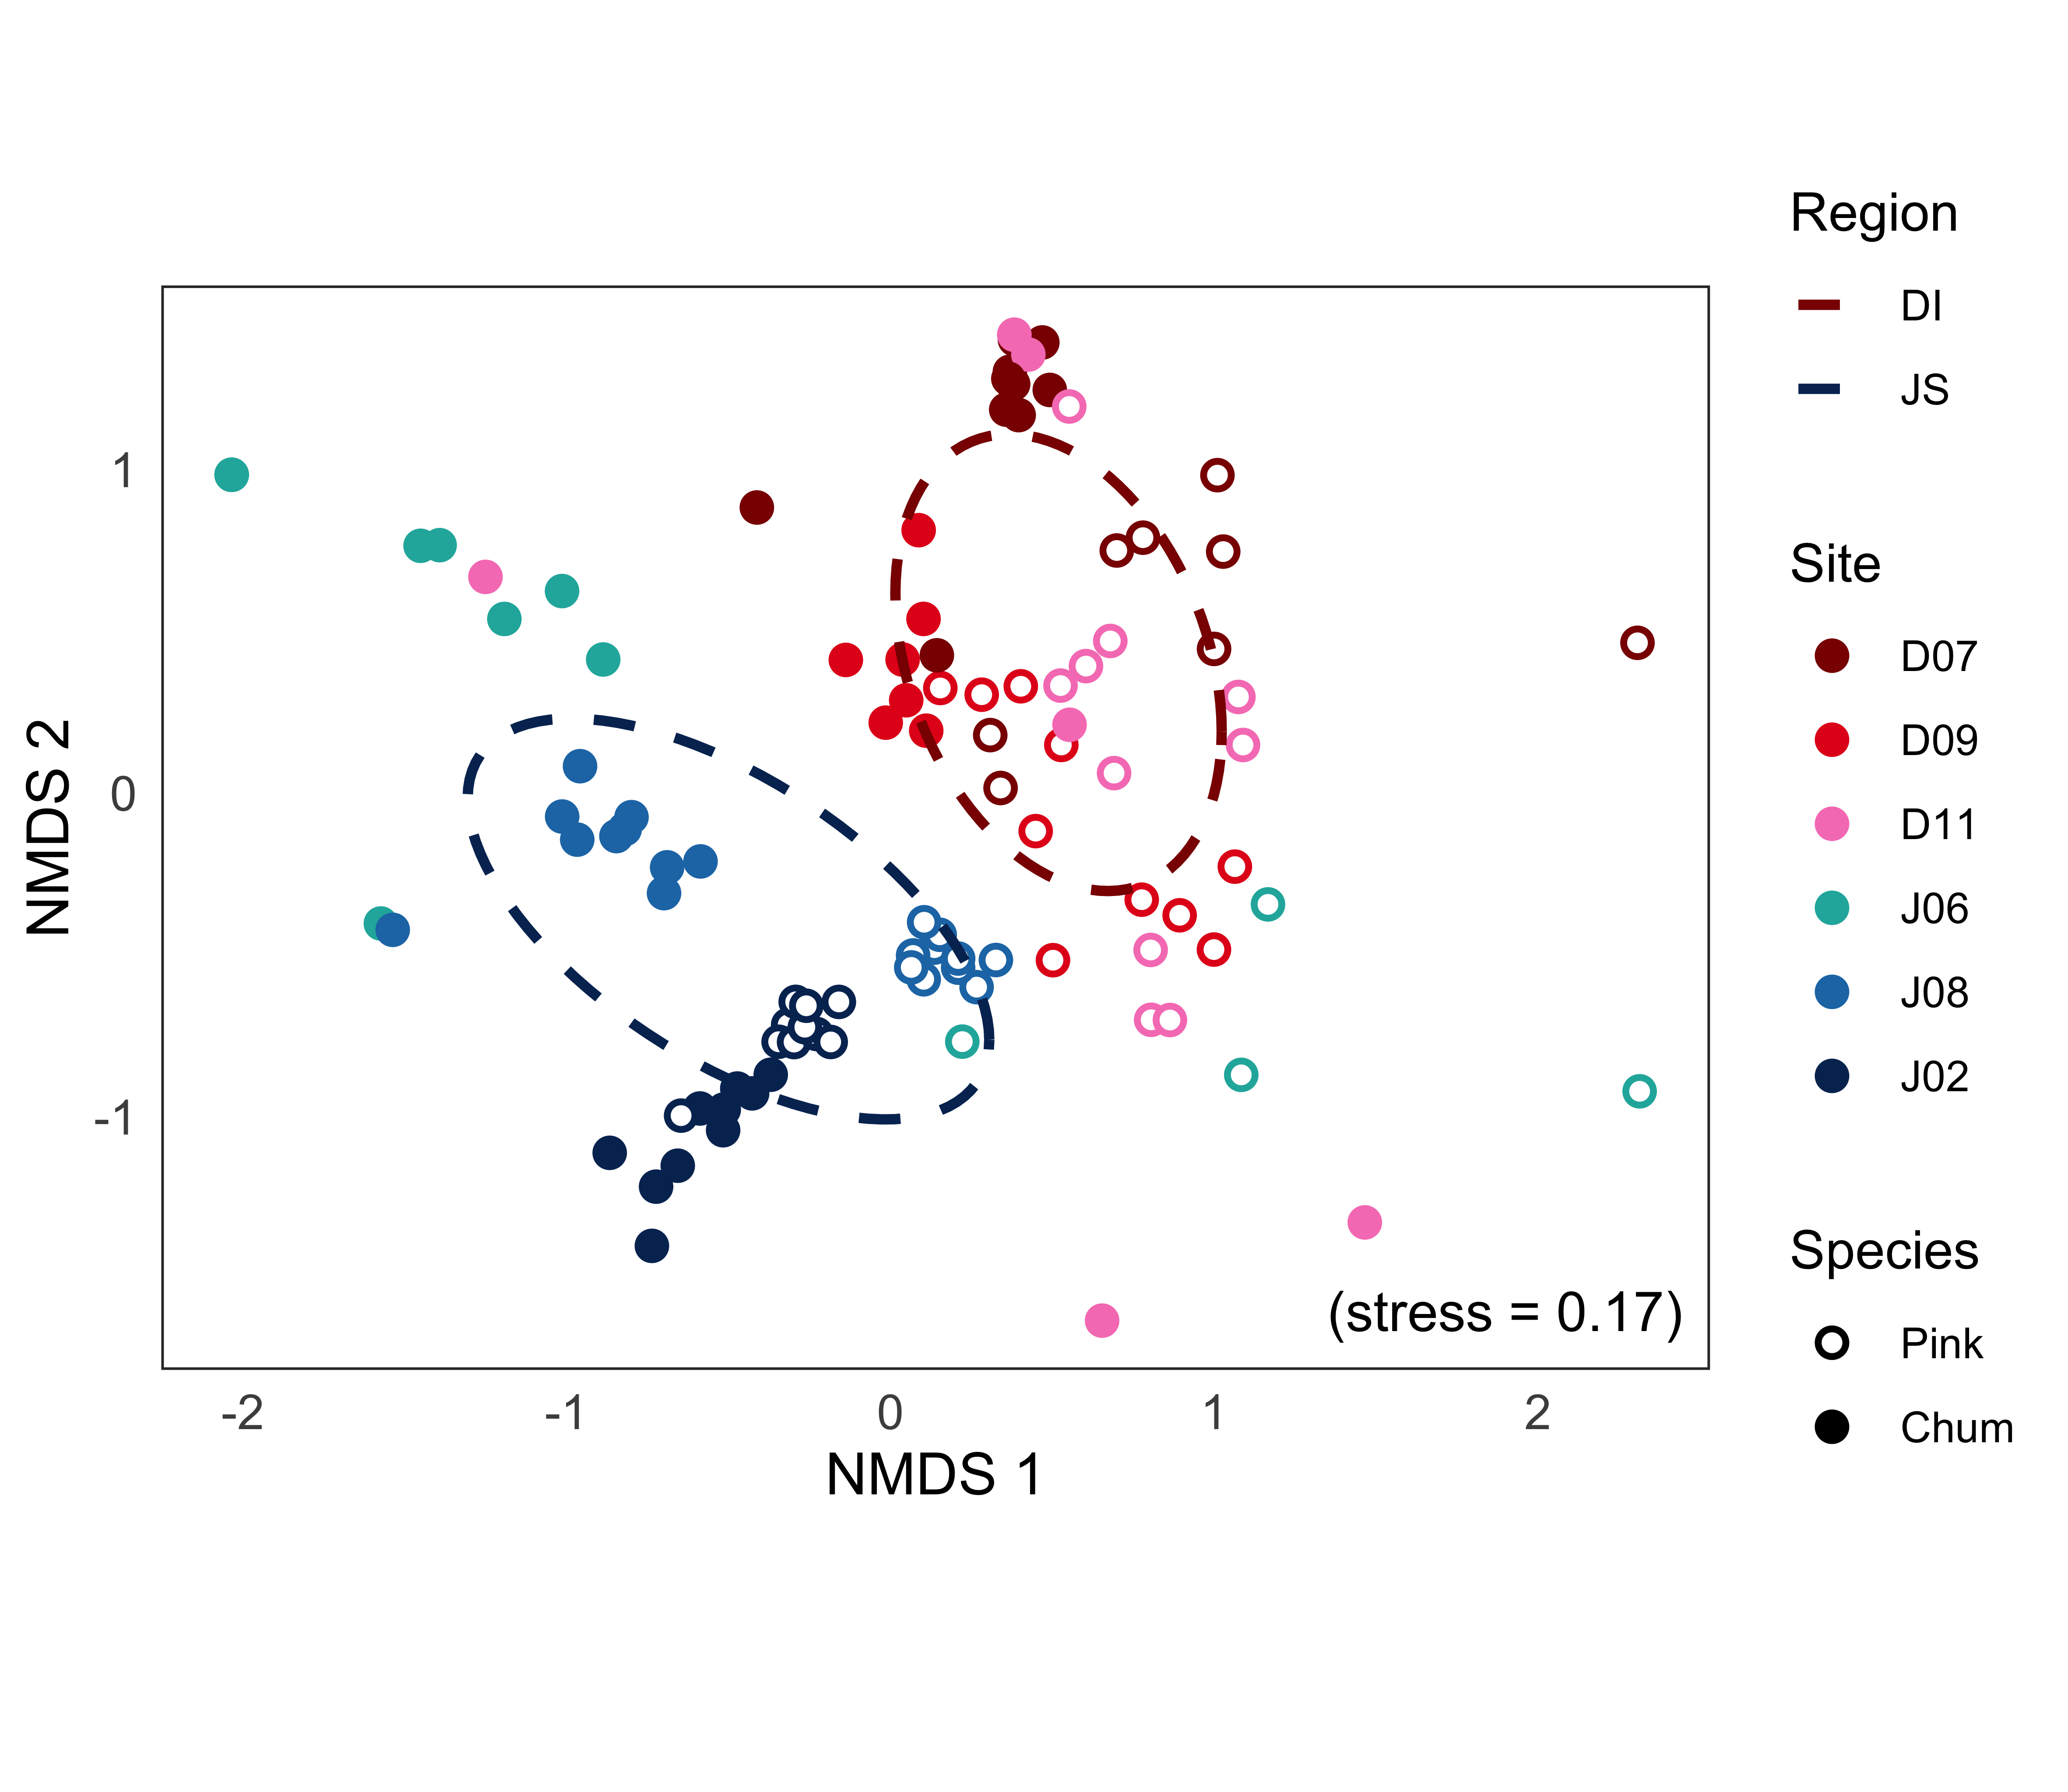 Region
DI
JS
Site
D07
D09
D11
J06
J08
J02
Species
Pink
Chum
NMDS 2
1
0
-1
(stress = 0.17)
-2 -1 0 1 2
NMDS 1